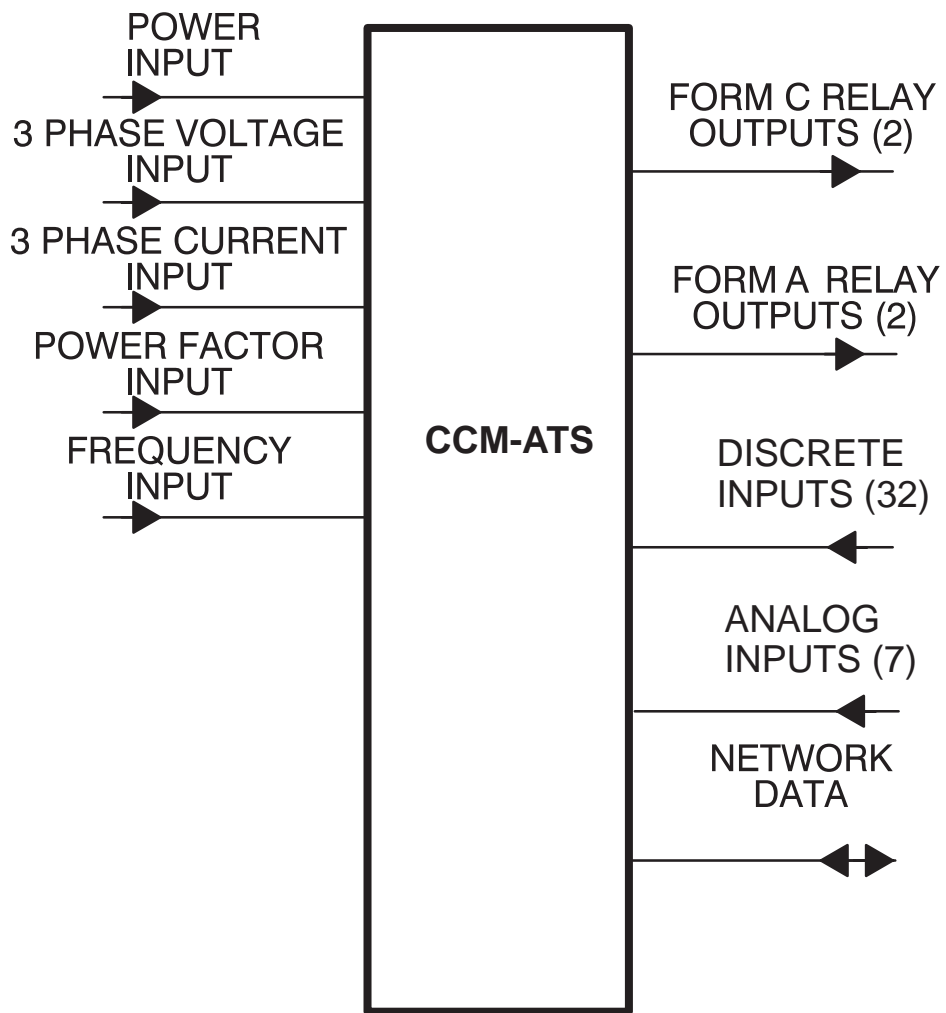 POWER
INPUT
3 PHASE VOLTAGE
INPUT
3 PHASE CURRENT
INPUT
POWER FACTOR
INPUT
FREQUENCY
INPUT
CCM-ATS
FORM C RELAY
OUTPUTS (2)
FORM A RELAY
OUTPUTS (2)
DISCRETE
INPUTS (32)
ANALOG
INPUTS (7)
NETWORK
DATA